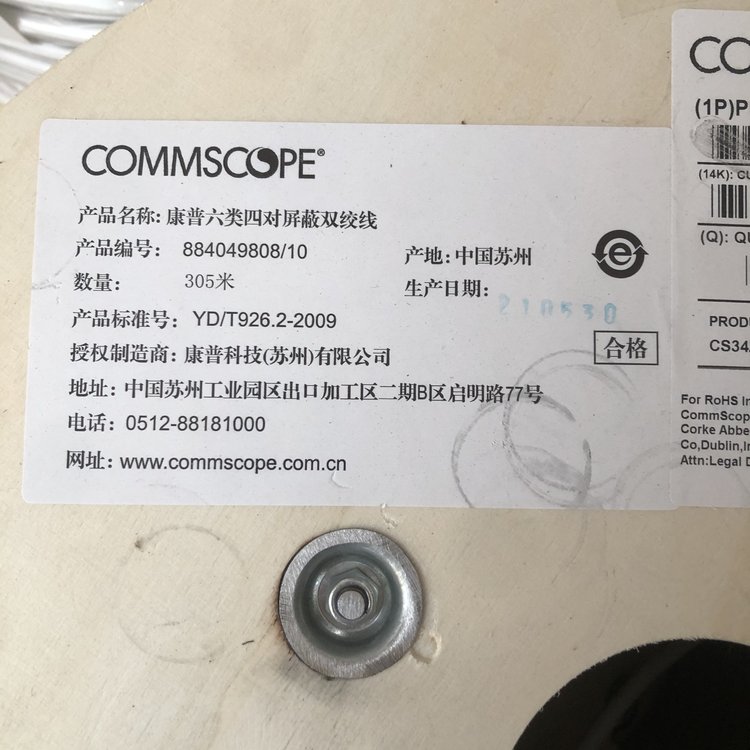 COMMSCOPE®
产品名称: 康普六类四对屏蔽双绞线
产品编号: 884049808/10
产地: 中国苏州
数量: 305米
生产日期: 210530
产品标准号: YD/T926.2-2009
合格
授权制造商: 康普科技(苏州)有限公司
地址: 中国苏州工业园区出口加工区二期B区启明路77号
电话: 0512-88181000
网址: www.commscope.com.cn
e
CO
(1P)P
(14K): CU
(Q): QU
PRODU
CS34
For RoHS In
CommScop
Corke Abbe
Co,Dublin,Ir
Attn:Legal D